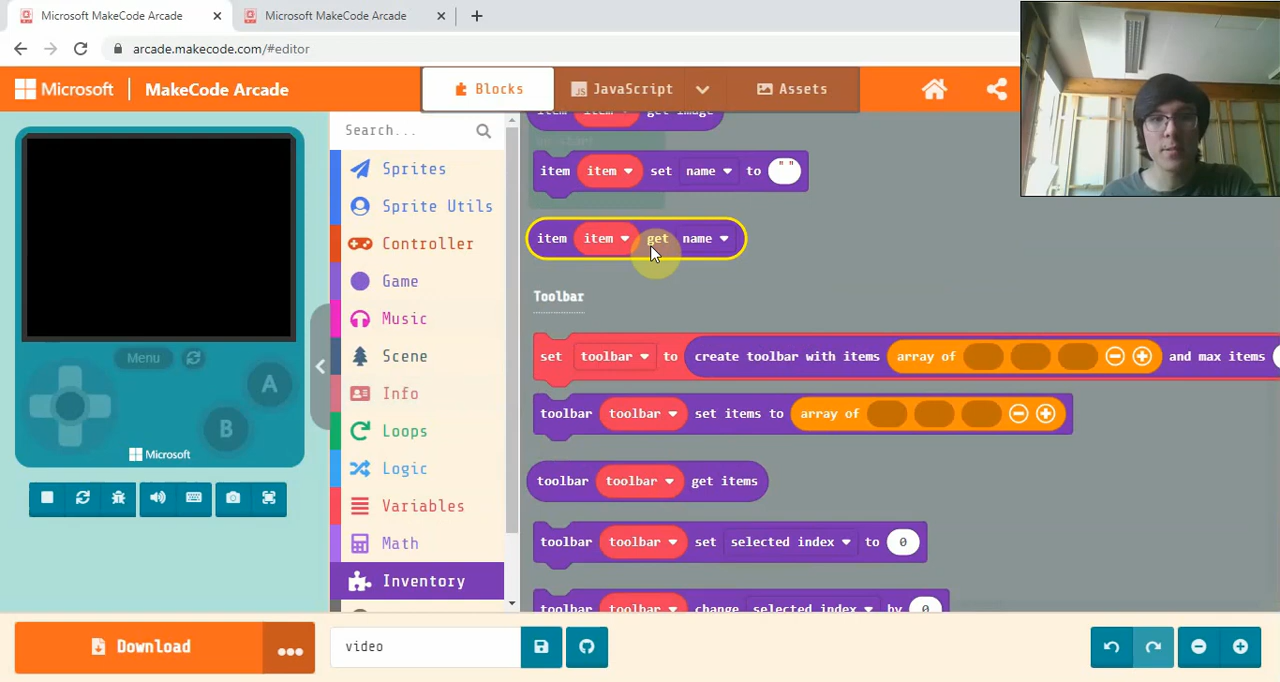 Microsoft MakeCode Arcade
Microsoft MakeCode Arcade
arcade.makecode.com/#editor
Microsoft
MakeCode Arcade
Blocks
JavaScript
Assets
Search...
Sprites
Sprite Utils
Controller
Game
Music
Scene
Info
Loops
Logic
Variables
Math
Inventory
Menu
A
B
Microsoft
item item get image
item item set name to " "
item item get name
Toolbar
set toolbar to create toolbar with items array of and max items
toolbar toolbar set items to array of
toolbar toolbar get items
toolbar toolbar set selected index to 0
toolbar toolbar change selected index by 0
Download
video